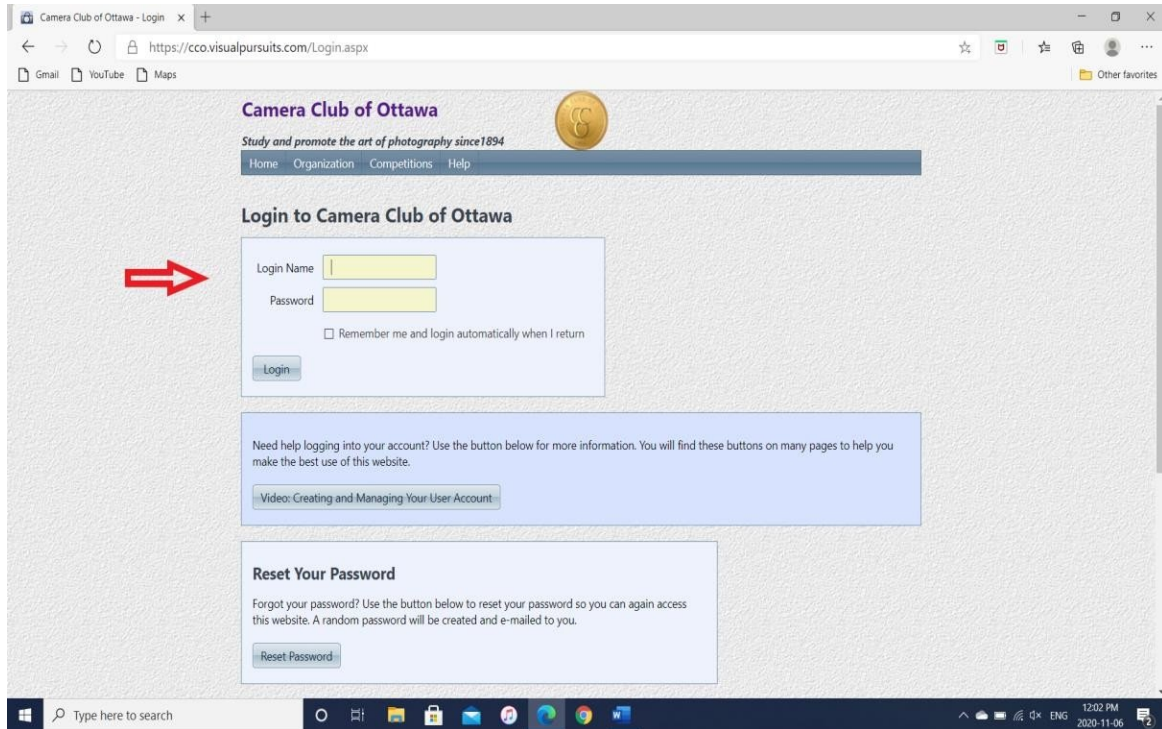 Camera Club of Ottawa - Login
https://cco.visualpursuits.com/Login.aspx
Gmail YouTube Maps Other favorites
Camera Club of Ottawa
Study and promote the art of photography since1894
Home Organization Competitions Help
Login to Camera Club of Ottawa
Login Name
Password
Remember me and login automatically when I return
Login
Need help logging into your account? Use the button below for more information. You will find these buttons on many pages to help you
make the best use of this website.
Video: Creating and Managing Your User Account
Reset Your Password
Forgot your password? Use the button below to reset your password so you can again access
this website. A random password will be created and e-mailed to you.
Reset Password
Type here to search
ENG
12:02 PM
2020-11-06
2